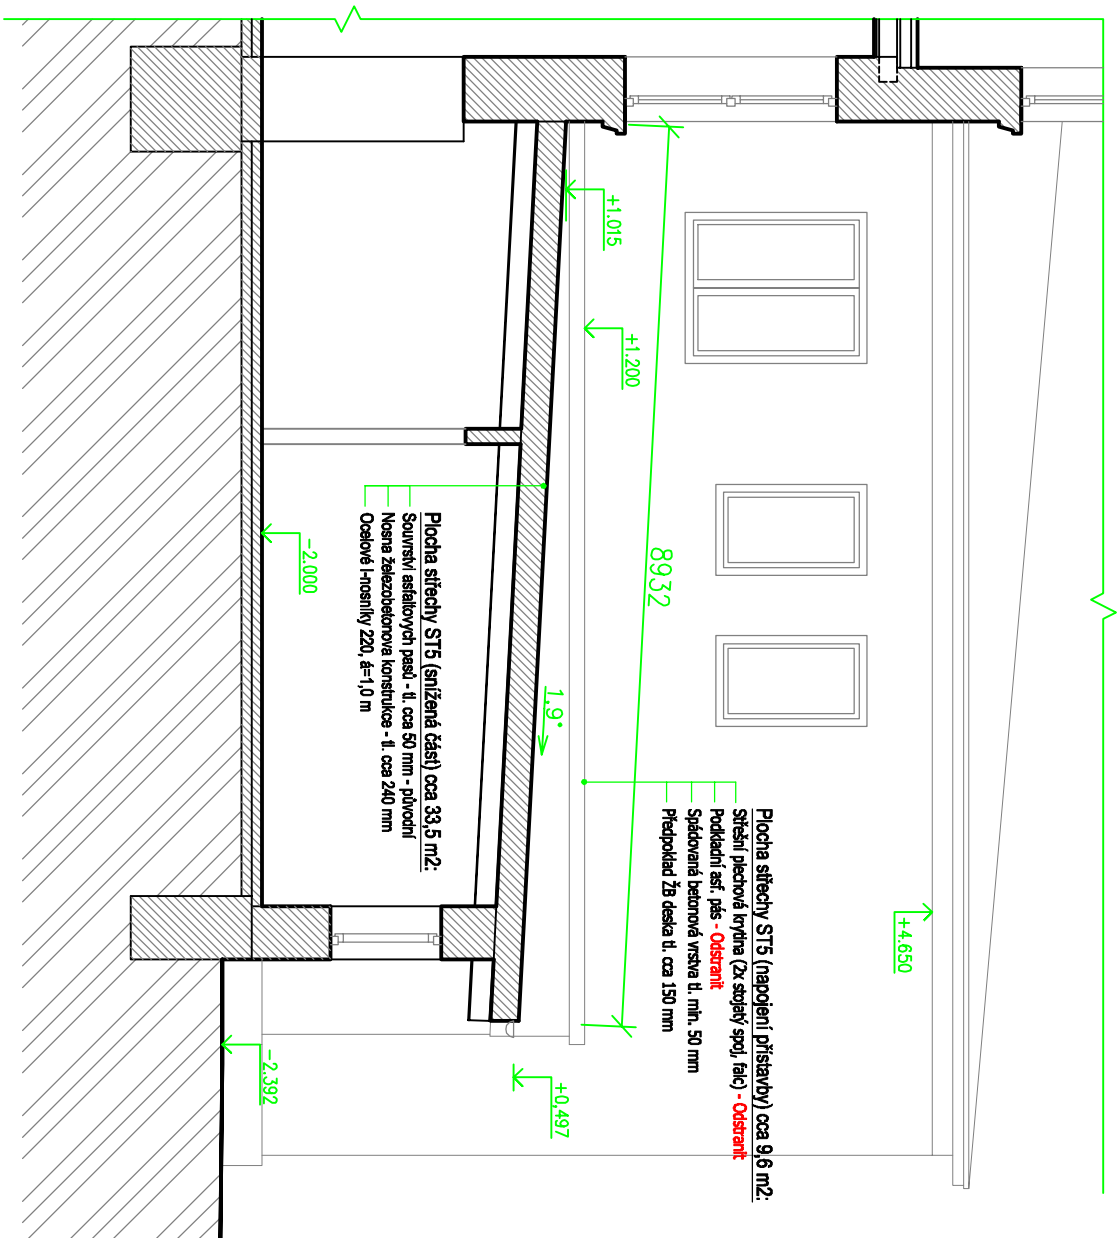 +4.650
Plocha střechy ST5 (napojení přístavby) cca 9,6 m2:
Střešní plechová krytina (2x stojatý spoj, falc) - Odstranit
Podkladní asf. pás - Odstranit
Spádovaná betonová vrstva tl. min. 50 mm
Předpoklad ŽB deska tl. cca 150 mm
8932
+1.200
+1.015
1.9°
+0,497
Plocha střechy ST5 (snížená část) cca 33,5 m2:
Souvrství asfaltovych pasů - tl. cca 50 mm - původní
Nosna železobetonova konstrukce - tl. cca 240 mm
Ocelové I-nosníky 220, á=1,0 m
-2.000
-2.392